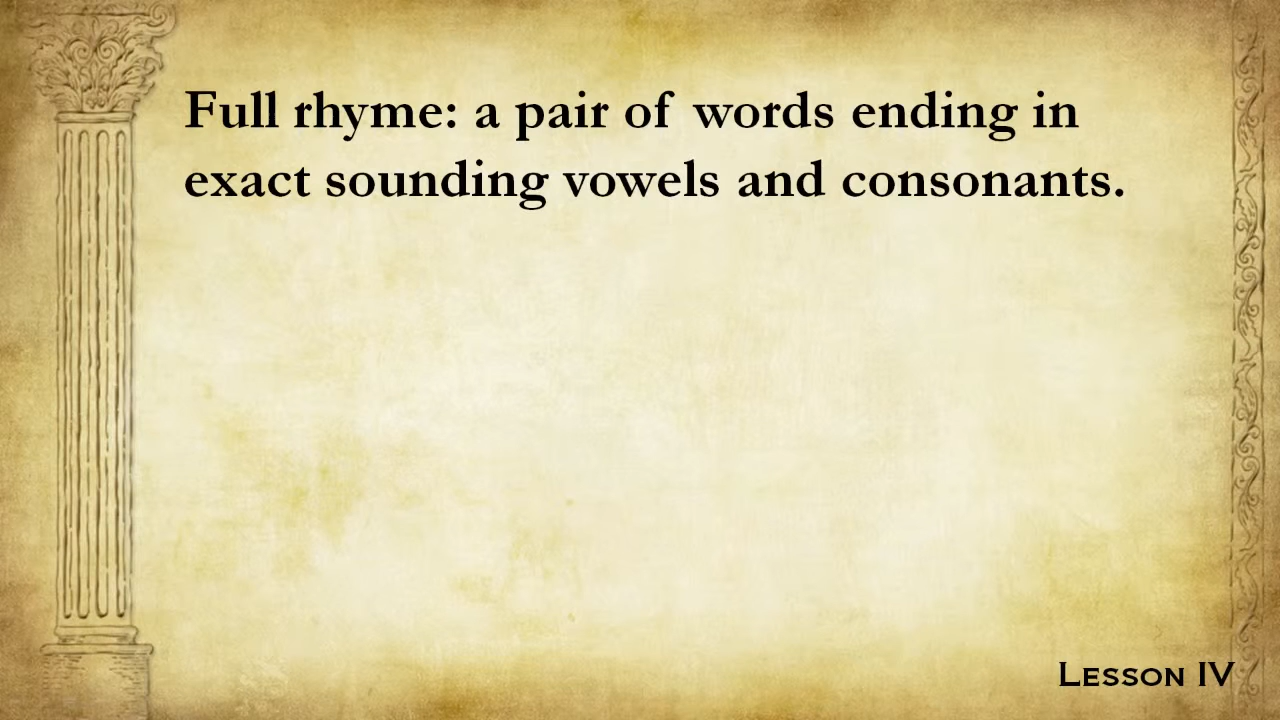 Full rhyme: a pair of words ending in
exact sounding vowels and consonants.
Lesson IV